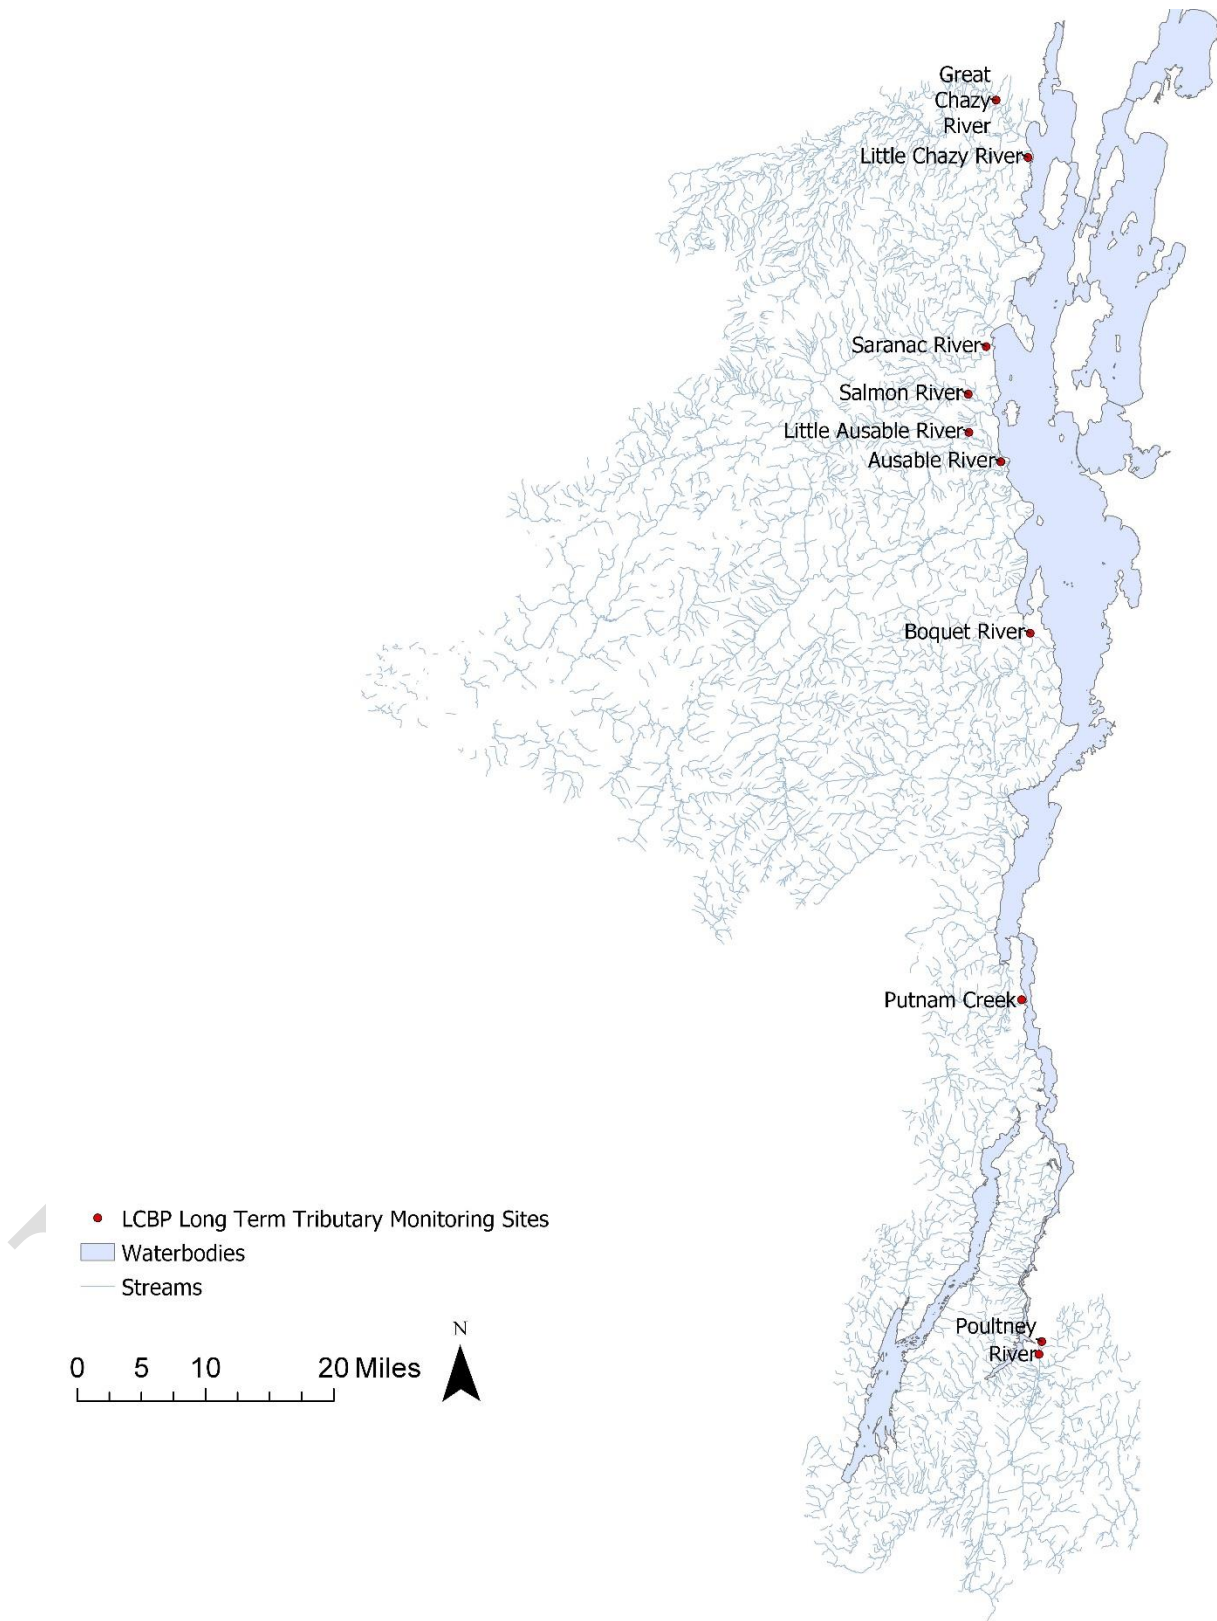 Great
Chazy
River
Little Chazy River
Saranac River
Salmon River
Little Ausable River
Ausable River
Boquet River
Putnam Creek
LCBP Long Term Tributary Monitoring Sites
Waterbodies
Streams
Poultney
River
N
0 5 10 20 Miles